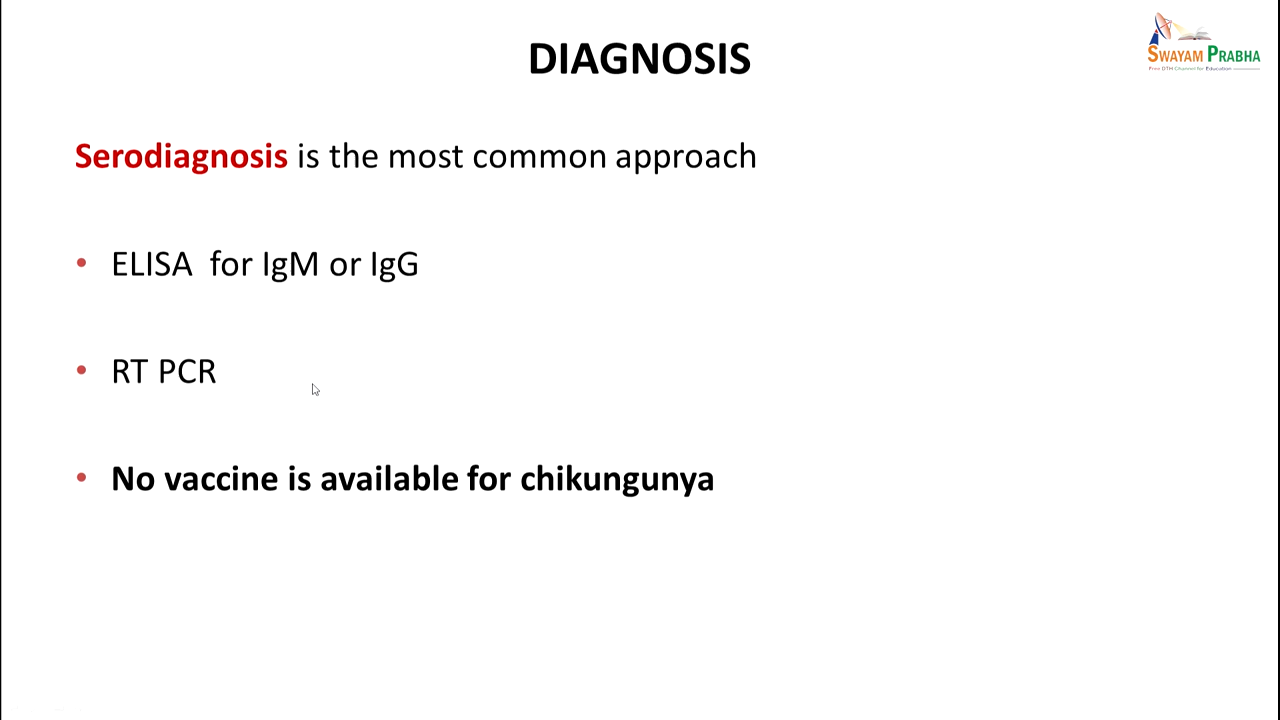 DIAGNOSIS
SWAYAM PRABHA
Free DTH Channel for Education
Serodiagnosis is the most common approach
• ELISA  for IgM or IgG
• RT PCR
• No vaccine is available for chikungunya